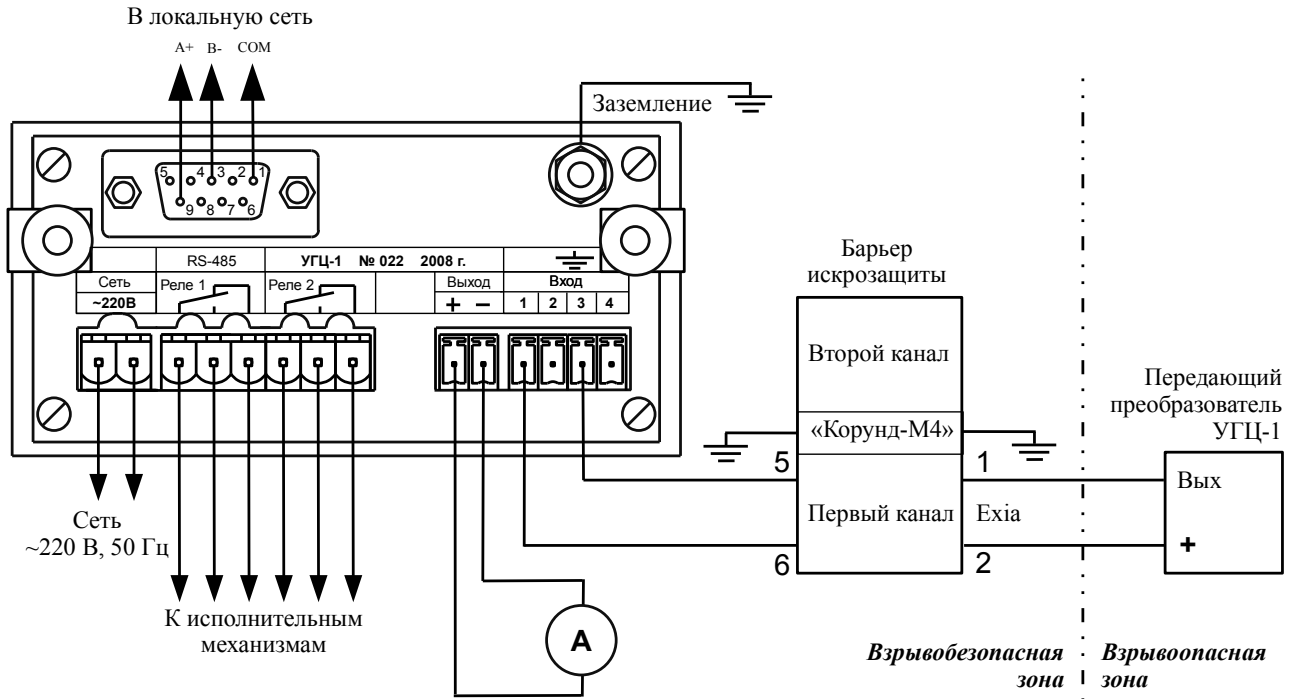 В локальную сеть
A+ B- COM
Заземление
5 4 3 2 1
9 8 7 6
RS-485 УГЦ-1 № 022 2008 г.
Сеть Реле 1 Реле 2 Выход Вход
~220В + – 1 2 3 4
Барьер
искрозащиты
Второй канал
«Корунд-М4»
5 1
Первый канал Exia
6 2
Передающий
преобразователь
УГЦ-1
Вых
+
Сеть
~220 В, 50 Гц
К исполнительным
механизмам
А
Взрывобезопасная
зона
Взрывоопасная
зона